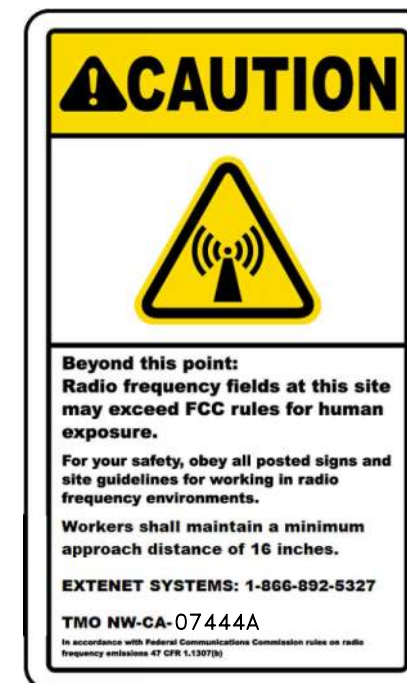 CAUTION
Beyond this point:
Radio frequency fields at this site
may exceed FCC rules for human
exposure.
For your safety, obey all posted signs and
site guidelines for working in radio
frequency environments.
Workers shall maintain a minimum
approach distance of 16 inches.
EXTENET SYSTEMS: 1-866-892-5327
TMO NW-CA-07444A
In accordance with Federal Communications Commission rules on radio
frequency emissions 47 CFR 1.1307(b)